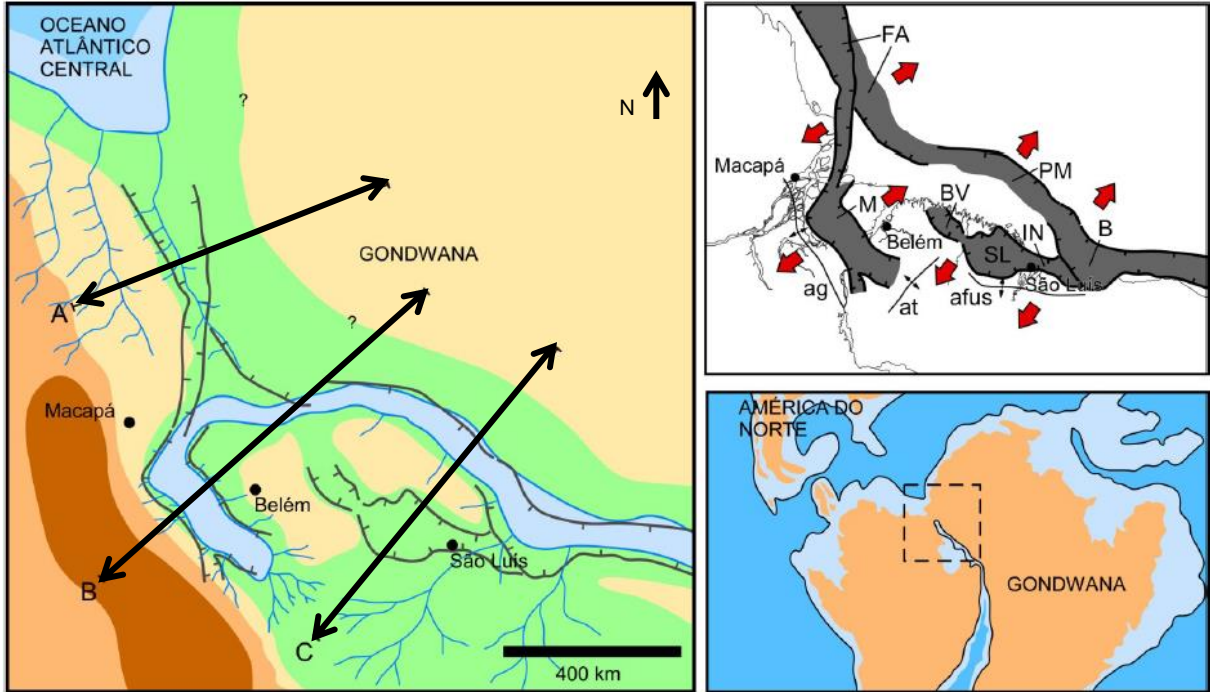 OCEANO
ATLÂNTICO
CENTRAL
?
N
GONDWANA
A
?
Macapá
Belém
São Luís
B
C
400 km
FA
Macapá
PM
M
BV
Belém
IN
B
SL
São Luís
ag
at
afus
AMÉRICA DO
NORTE
GONDWANA